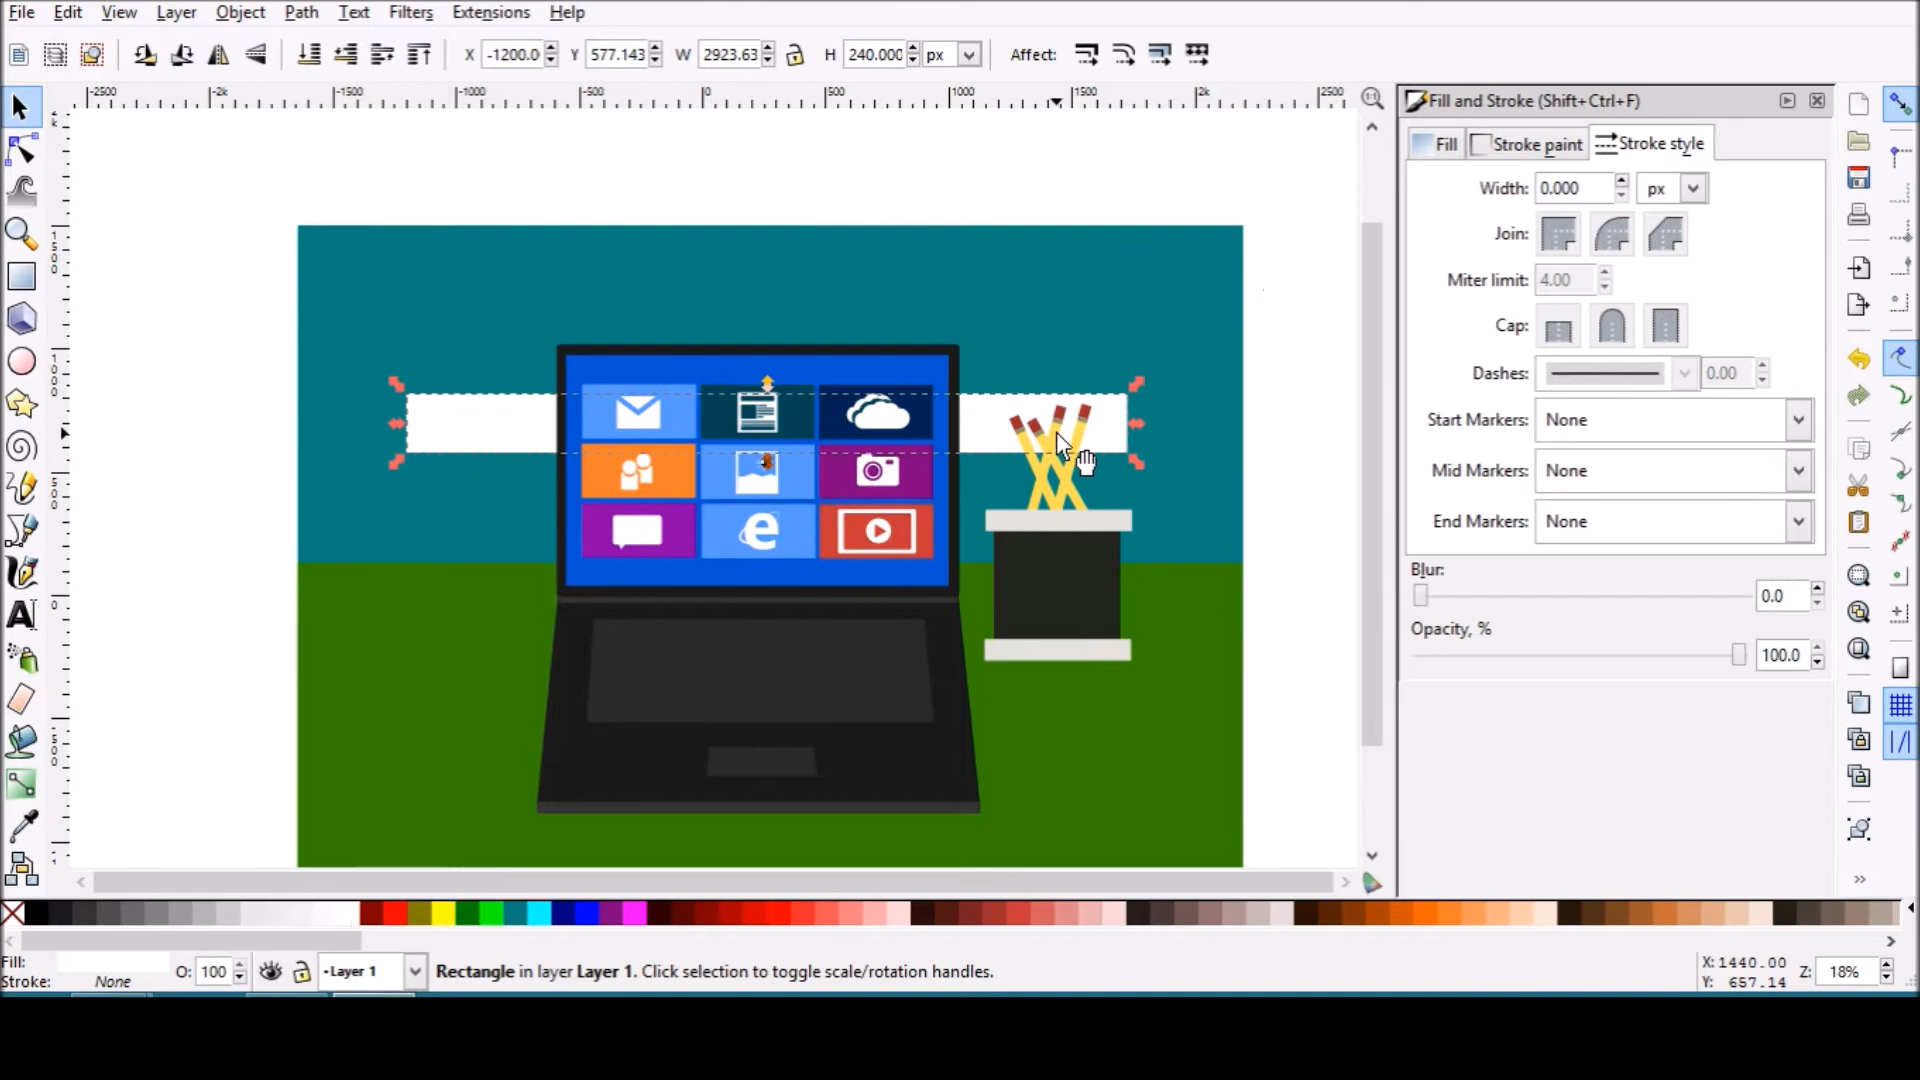 File Edit View Layer Object Path Text Filters Extensions Help
X -1200.0 Y 577.143 W 2923.63 H 240.000 px Affect:
-2500 -2k -1500 -1000 -500 0 500 1000 1500 2k 2500
Fill and Stroke (Shift+Ctrl+F)
Fill Stroke paint Stroke style
Width: 0.000 px
Join:
Miter limit: 4.00
Cap:
Dashes: 0.00
Start Markers: None
Mid Markers: None
End Markers: None
Blur:
0.0
Opacity, %
100.0
Fill:
Stroke: None
O: 100
-Layer 1
Rectangle in layer Layer 1. Click selection to toggle scale/rotation handles.
X: 1440.00
Y: 657.14
Z: 18%